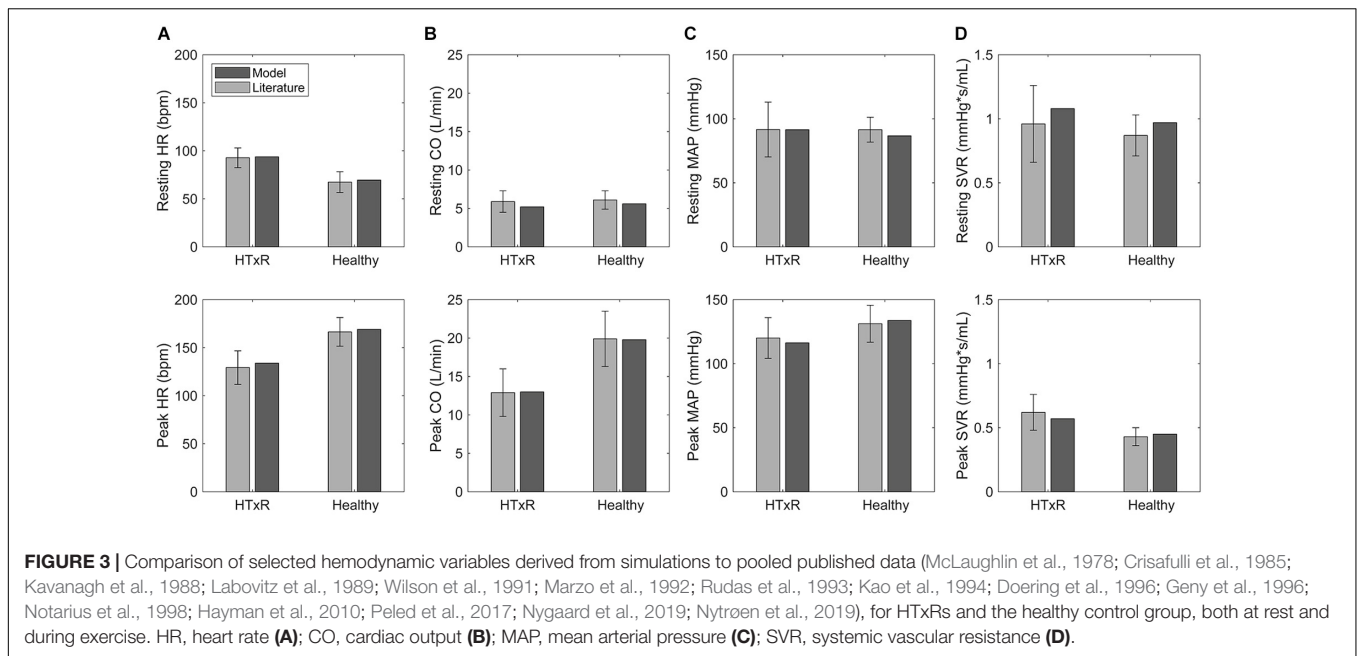 A
B
C
D
200
150
100
50
0
Resting HR (bpm)
Model
Literature
HTxR
Healthy
25
20
15
10
5
0
Resting CO (L/min)
HTxR
Healthy
150
100
50
0
Resting MAP (mmHg)
HTxR
Healthy
1.5
1
0.5
0
Resting SVR (mmHg*s/mL)
HTxR
Healthy
200
150
100
50
0
Peak HR (bpm)
HTxR
Healthy
25
20
15
10
5
0
Peak CO (L/min)
HTxR
Healthy
150
100
50
0
Peak MAP (mmHg)
HTxR
Healthy
1.5
1
0.5
0
Peak SVR (mmHg*s/mL)
HTxR
Healthy
FIGURE 3 | Comparison of selected hemodynamic variables derived from simulations to pooled published data (McLaughlin et al., 1978; Crisafulli et al., 1985;
Kavanagh et al., 1988; Labovitz et al., 1989; Wilson et al., 1991; Marzo et al., 1992; Rudas et al., 1993; Kao et al., 1994; Doering et al., 1996; Geny et al., 1996;
Notarius et al., 1998; Hayman et al., 2010; Peled et al., 2017; Nygaard et al., 2019; Nytrøen et al., 2019), for HTxRs and the healthy control group, both at rest and
during exercise. HR, heart rate (A); CO, cardiac output (B); MAP, mean arterial pressure (C); SVR, systemic vascular resistance (D).